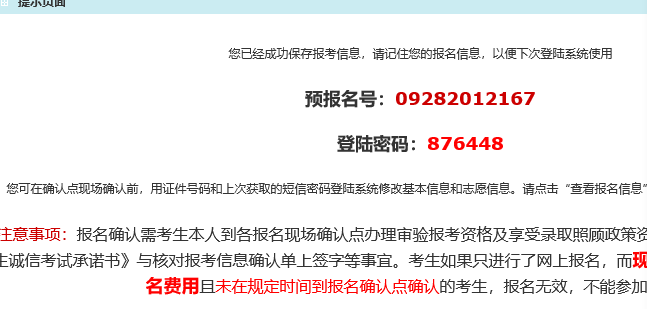 提示页面
您已经成功保存报考信息，请记住您的报名信息，以便下次登陆系统使用
预报名号：09282012167
登陆密码：876448
您可在确认点现场确认前，用证件号码和上次获取的短信密码登陆系统修改基本信息和志愿信息。请点击“查看报名信息”
注意事项：报名确认需考生本人到各报名现场确认点办理审验报考资格及享受录取照顾政策资
生诚信考试承诺书》与核对报考信息确认单上签字等事宜。考生如果只进行了网上报名，而现
名费用且未在规定时间到报名确认点确认的考生，报名无效，不能参加